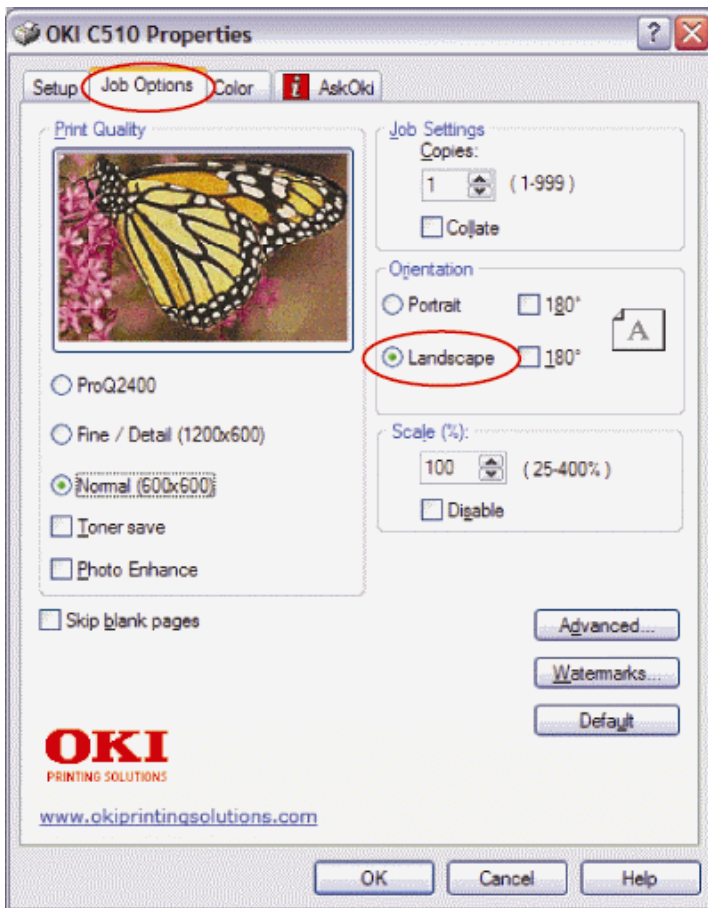 OKI C510 Properties
Setup
Job Options
Color
i AskOki
Print Quality
ProQ2400
Fine / Detail (1200x600)
Normal (600x600)
Toner save
Photo Enhance
Job Settings
Copies:
1 (1-999)
Collate
Orientation
Portrait 180°
Landscape 180°
A
Scale (%):
100 (25-400%)
Disable
Skip blank pages
Advanced...
Watermarks...
Default
OKI
PRINTING SOLUTIONS
www.okiprintingsolutions.com
OK
Cancel
Help